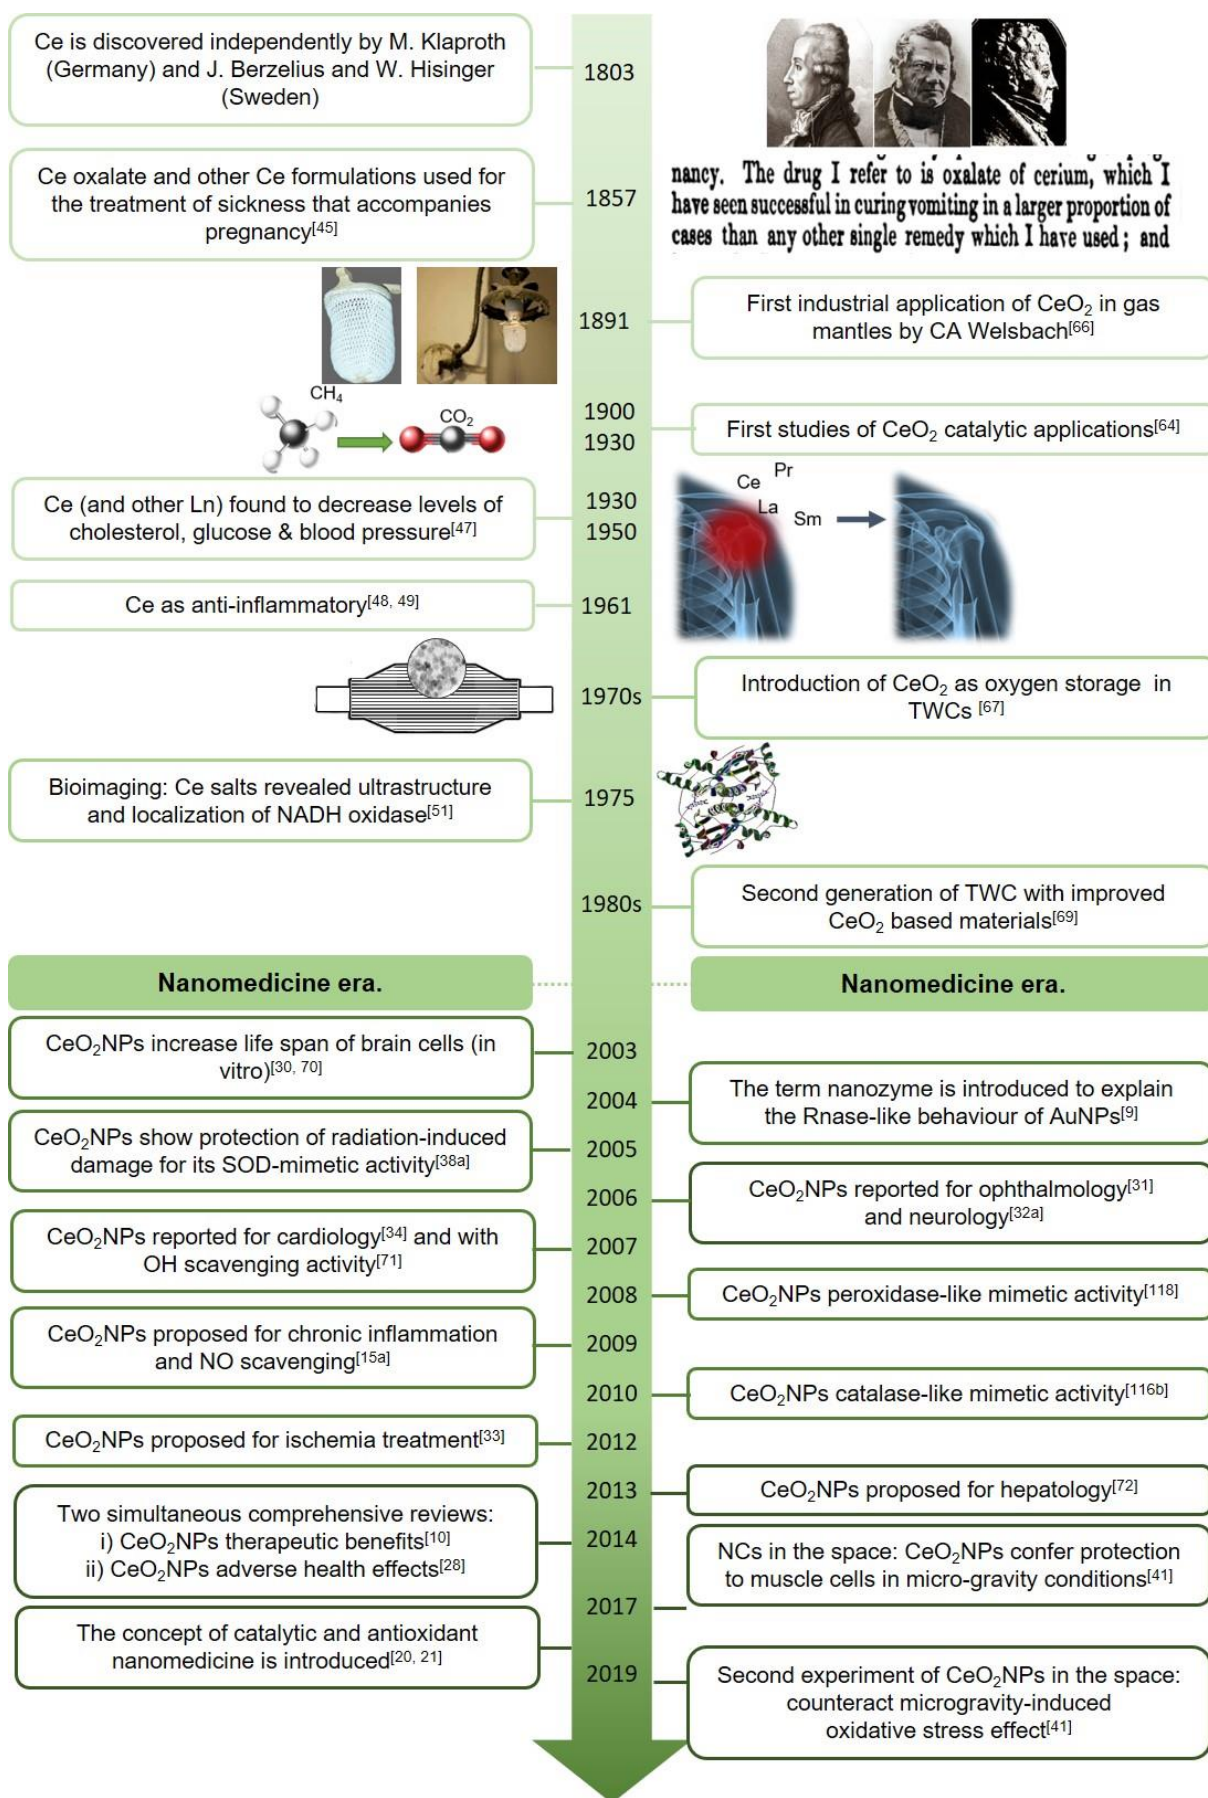 Ce is discovered independently by M. Klaproth
(Germany) and J. Berzelius and W. Hisinger
(Sweden)
1803
Ce oxalate and other Ce formulations used for
the treatment of sickness that accompanies
pregnancy[45]
1857
nancy. The drug I refer to is oxalate of cerium, which I
have seen successful in curing vomiting in a larger proportion of
cases than any other single remedy which I have used; and
1891
First industrial application of CeO2 in gas
mantles by CA Welsbach[66]
CH4
CO2
1900
1930
First studies of CeO2 catalytic applications[64]
Ce (and other Ln) found to decrease levels of
cholesterol, glucose & blood pressure[47]
1930
1950
Ce
Pr
La
Sm
Ce as anti-inflammatory[48, 49]
1961
1970s
Introduction of CeO2 as oxygen storage in
TWCs [67]
Bioimaging: Ce salts revealed ultrastructure
and localization of NADH oxidase[51]
1975
1980s
Second generation of TWC with improved
CeO2 based materials[69]
Nanomedicine era.
Nanomedicine era.
CeO2NPs increase life span of brain cells (in
vitro)[30, 70]
2003
2004
The term nanozyme is introduced to explain
the Rnase-like behaviour of AuNPs[9]
CeO2NPs show protection of radiation-induced
damage for its SOD-mimetic activity[38a]
2005
2006
CeO2NPs reported for ophthalmology[31]
and neurology[32a]
CeO2NPs reported for cardiology[34] and with
OH scavenging activity[71]
2007
2008
CeO2NPs peroxidase-like mimetic activity[118]
CeO2NPs proposed for chronic inflammation
and NO scavenging[15a]
2009
2010
CeO2NPs catalase-like mimetic activity[116b]
CeO2NPs proposed for ischemia treatment[33]
2012
2013
CeO2NPs proposed for hepatology[72]
Two simultaneous comprehensive reviews:
i) CeO2NPs therapeutic benefits[10]
ii) CeO2NPs adverse health effects[28]
2014
NCs in the space: CeO2NPs confer protection
to muscle cells in micro-gravity conditions[41]
2017
The concept of catalytic and antioxidant
nanomedicine is introduced[20, 21]
2019
Second experiment of CeO2NPs in the space:
counteract microgravity-induced
oxidative stress effect[41]